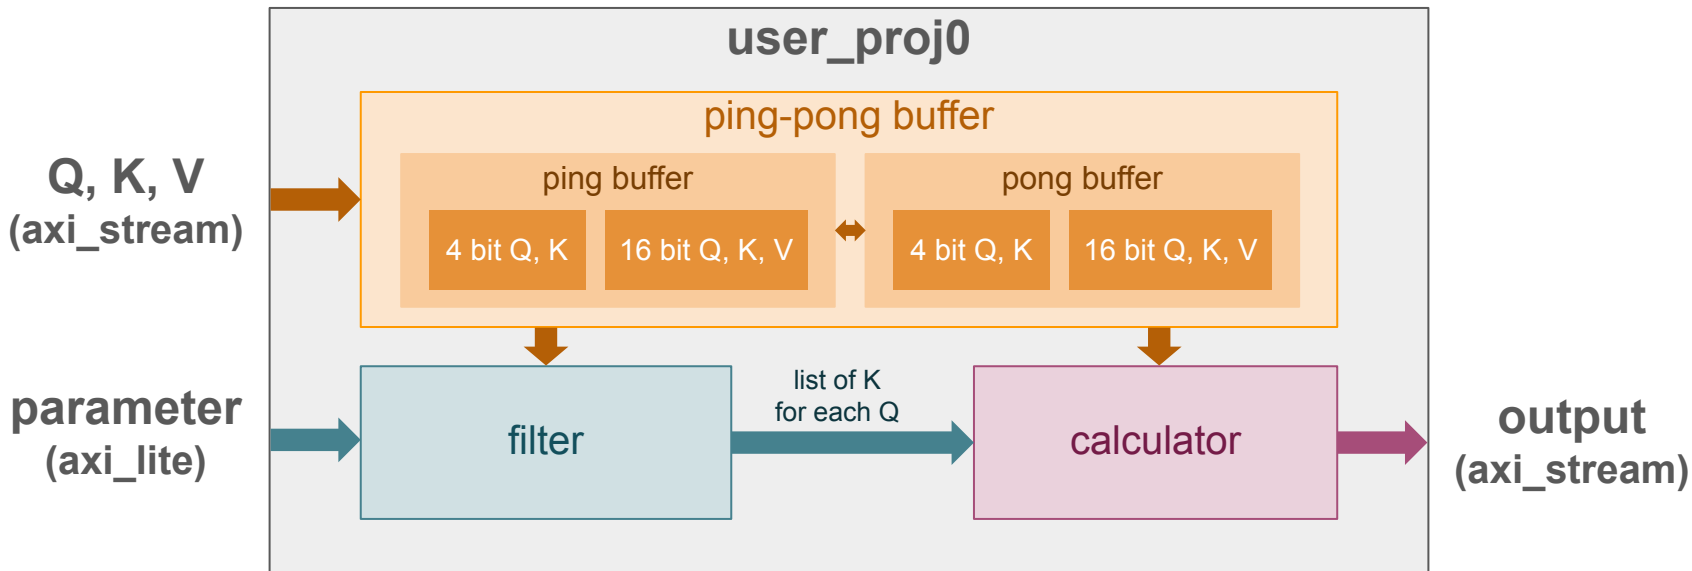 user_proj0
ping-pong buffer
Q, K, V
(axi_stream)
ping buffer
pong buffer
4 bit Q, K
16 bit Q, K, V
4 bit Q, K
16 bit Q, K, V
parameter
(axi_lite)
filter
list of K
for each Q
calculator
output
(axi_stream)